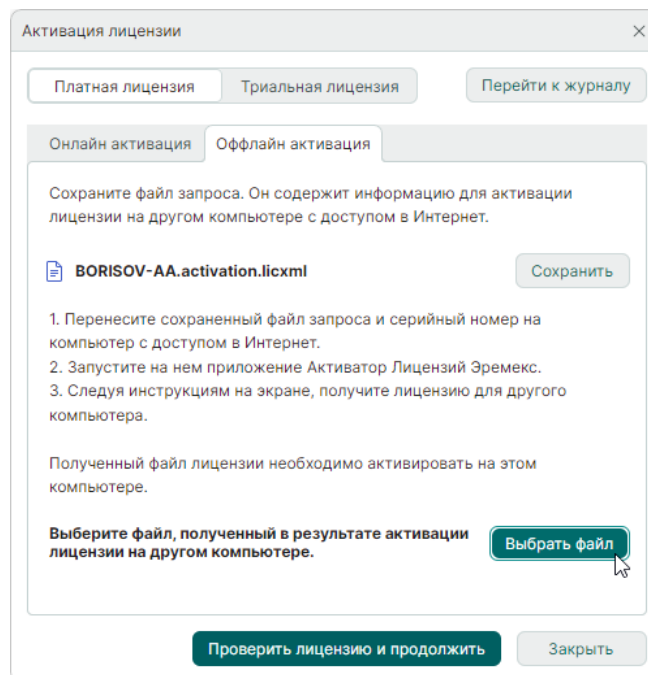 Активация лицензии
Платная лицензия
Триальная лицензия
Перейти к журналу
Онлайн активация
Оффлайн активация
Сохраните файл запроса. Он содержит информацию для активации
лицензии на другом компьютере с доступом в Интернет.
BORISOV-AA.activation.licxml
Сохранить
1. Перенесите сохраненный файл запроса и серийный номер на
компьютер с доступом в Интернет.
2. Запустите на нем приложение Активатор Лицензий Эремекс.
3. Следуя инструкциям на экране, получите лицензию для другого
компьютера.
Полученный файл лицензии необходимо активировать на этом
компьютере.
Выберите файл, полученный в результате активации
лицензии на другом компьютере.
Выбрать файл
Проверить лицензию и продолжить
Закрыть